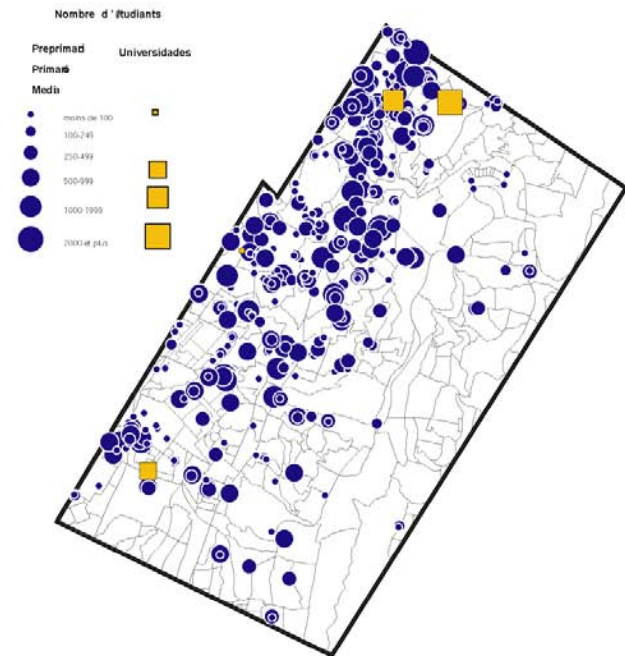 Nombre d'étudiants
Preprimari Universidades
Primaria
Media
moins de 100
100-249
250-499
500-999
1000-1999
2000 et plus